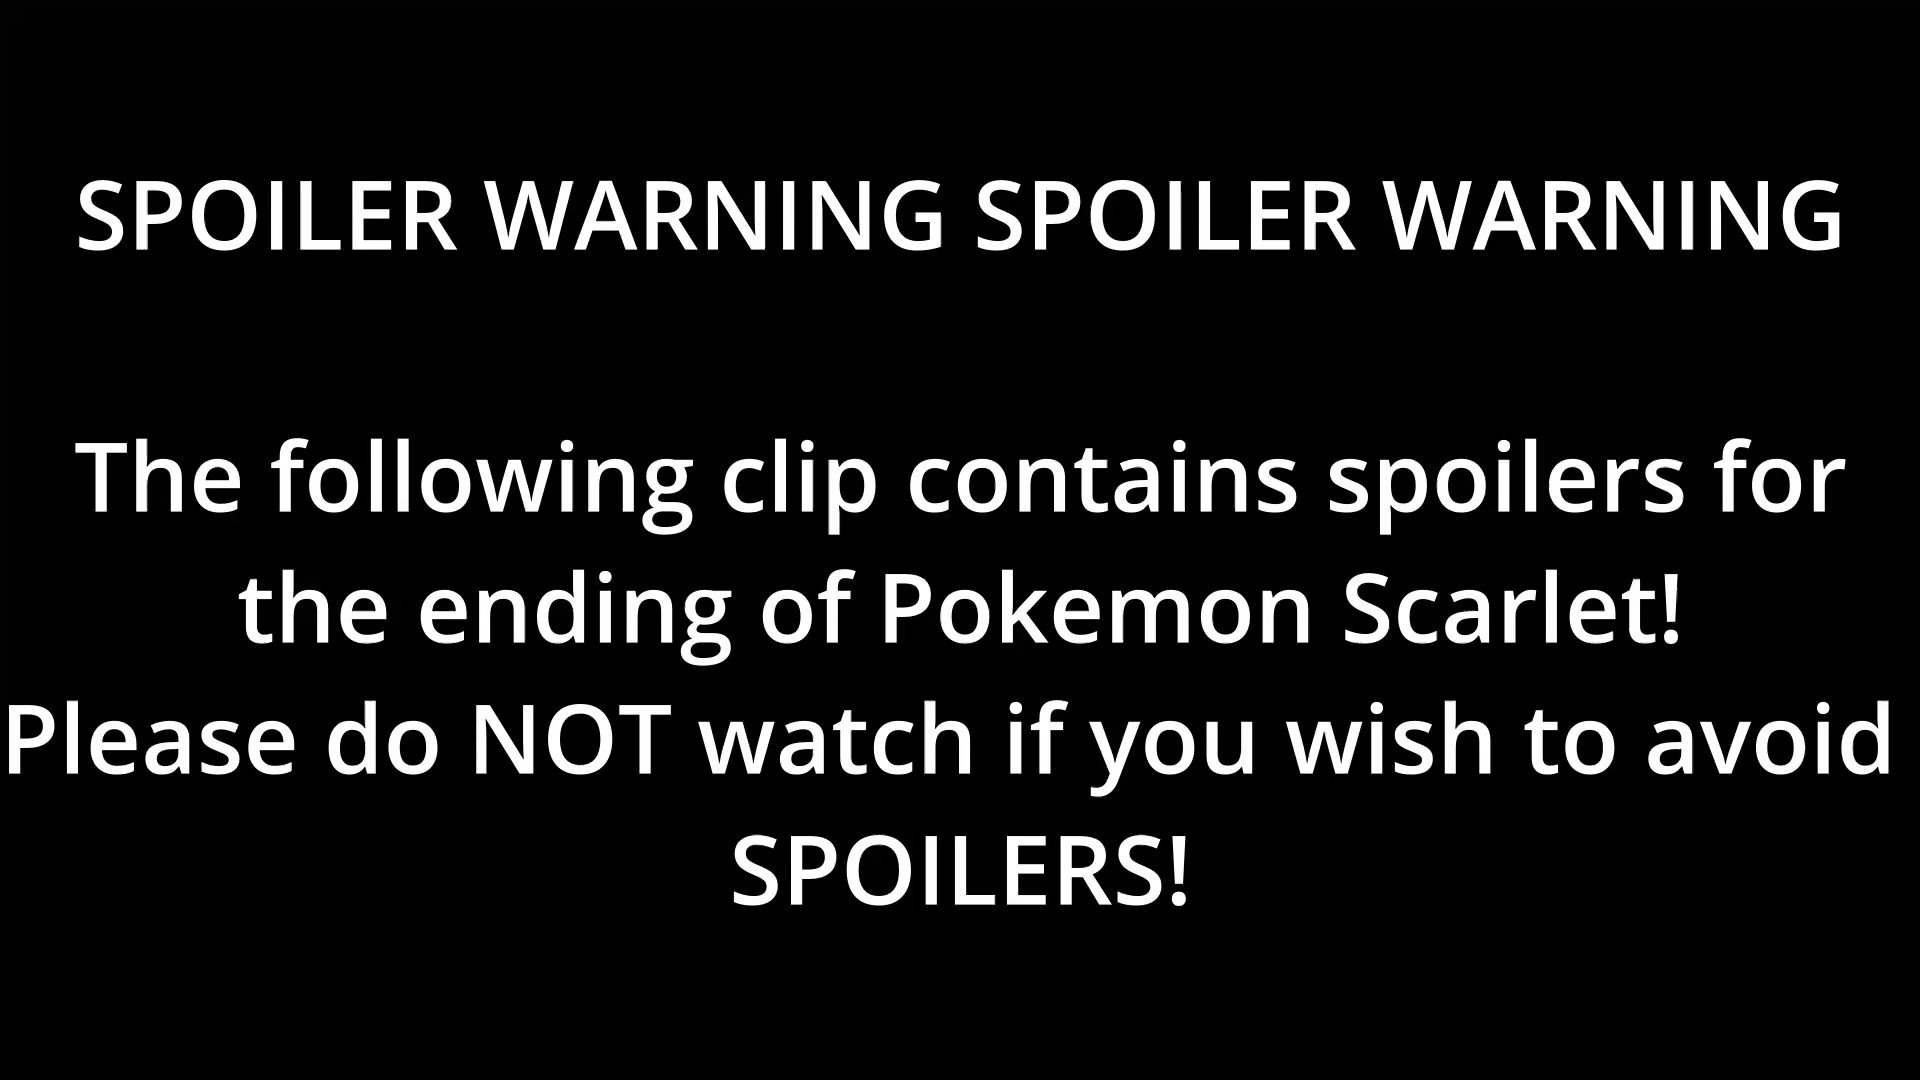 SPOILER WARNING SPOILER WARNING
The following clip contains spoilers for
the ending of Pokemon Scarlet!
Please do NOT watch if you wish to avoid
SPOILERS!